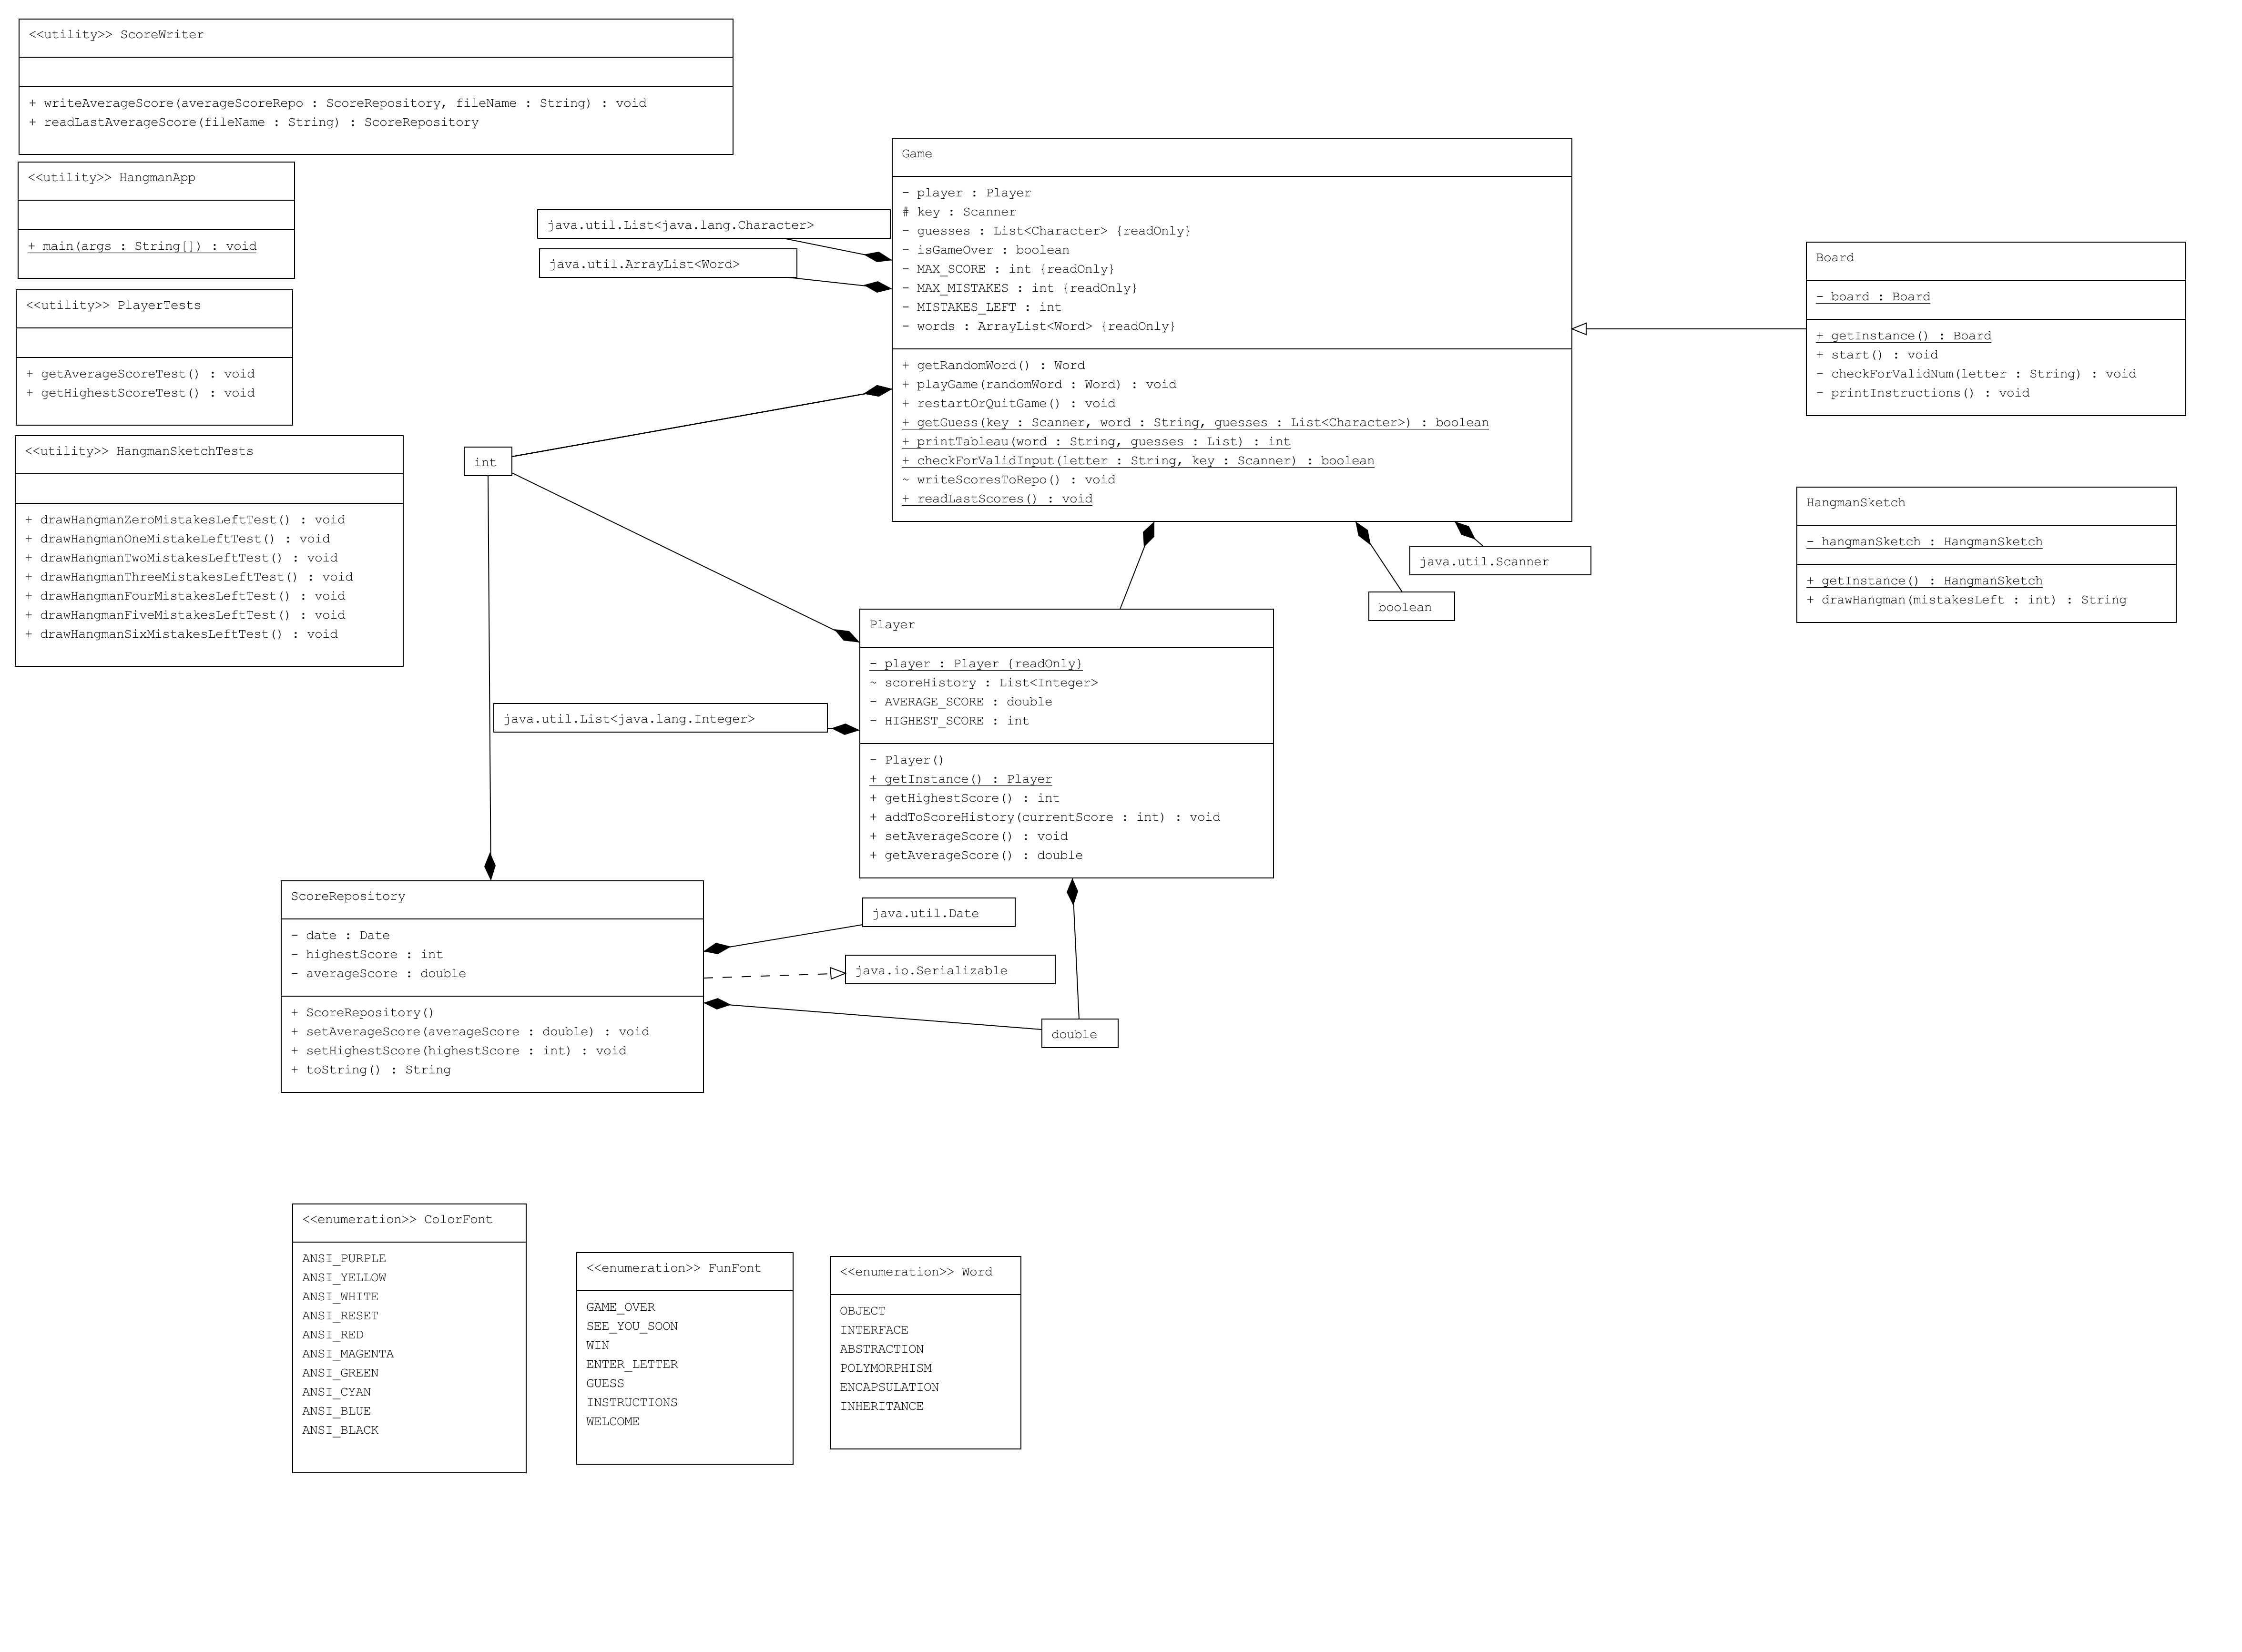 <<utility>> ScoreWriter
+ writeAverageScore(averageScoreRepo : ScoreRepository, fileName : String) : void
+ readLastAverageScore(fileName : String) : ScoreRepository
<<utility>> HangmanApp
+ main(args : String[]) : void
<<utility>> PlayerTests
+ getAverageScoreTest() : void
+ getHighestScoreTest() : void
<<utility>> HangmanSketchTests
+ drawHangmanZeroMistakesLeftTest() : void
+ drawHangmanOneMistakeLeftTest() : void
+ drawHangmanTwoMistakesLeftTest() : void
+ drawHangmanThreeMistakesLeftTest() : void
+ drawHangmanFourMistakesLeftTest() : void
+ drawHangmanFiveMistakesLeftTest() : void
+ drawHangmanSixMistakesLeftTest() : void
java.util.List<java.lang.Character>
java.util.ArrayList<Word>
Game
- player : Player
# key : Scanner
- guesses : List<Character> {readOnly}
- isGameOver : boolean
- MAX_SCORE : int {readOnly}
- MAX_MISTAKES : int {readOnly}
- MISTAKES_LEFT : int
- words : ArrayList<Word> {readOnly}
+ getRandomWord() : Word
+ playGame(randomWord : Word) : void
+ restartOrQuitGame() : void
+ getGuess(key : Scanner, word : String, guesses : List<Character>) : boolean
+ printTableau(word : String, guesses : List) : int
+ checkForValidInput(letter : String, key : Scanner) : boolean
~ writeScoresToRepo() : void
+ readLastScores() : void
Board
- board : Board
+ getInstance() : Board
+ start() : void
- checkForValidNum(letter : String) : void
- printInstructions() : void
int
HangmanSketch
- hangmanSketch : HangmanSketch
+ getInstance() : HangmanSketch
+ drawHangman(mistakesLeft : int) : String
java.util.Scanner
boolean
Player
- player : Player {readOnly}
~ scoreHistory : List<Integer>
- AVERAGE_SCORE : double
- HIGHEST_SCORE : int
- Player()
+ getInstance() : Player
+ getHighestScore() : int
+ addToScoreHistory(currentScore : int) : void
+ setAverageScore() : void
+ getAverageScore() : double
java.util.List<java.lang.Integer>
ScoreRepository
- date : Date
- highestScore : int
- averageScore : double
+ ScoreRepository()
+ setAverageScore(averageScore : double) : void
+ setHighestScore(highestScore : int) : void
+ toString() : String
java.util.Date
java.io.Serializable
double
<<enumeration>> ColorFont
ANSI_PURPLE
ANSI_YELLOW
ANSI_WHITE
ANSI_RESET
ANSI_RED
ANSI_MAGENTA
ANSI_GREEN
ANSI_CYAN
ANSI_BLUE
ANSI_BLACK
<<enumeration>> FunFont
GAME_OVER
SEE_YOU_SOON
WIN
ENTER_LETTER
GUESS
INSTRUCTIONS
WELCOME
<<enumeration>> Word
OBJECT
INTERFACE
ABSTRACTION
POLYMORPHISM
ENCAPSULATION
INHERITANCE